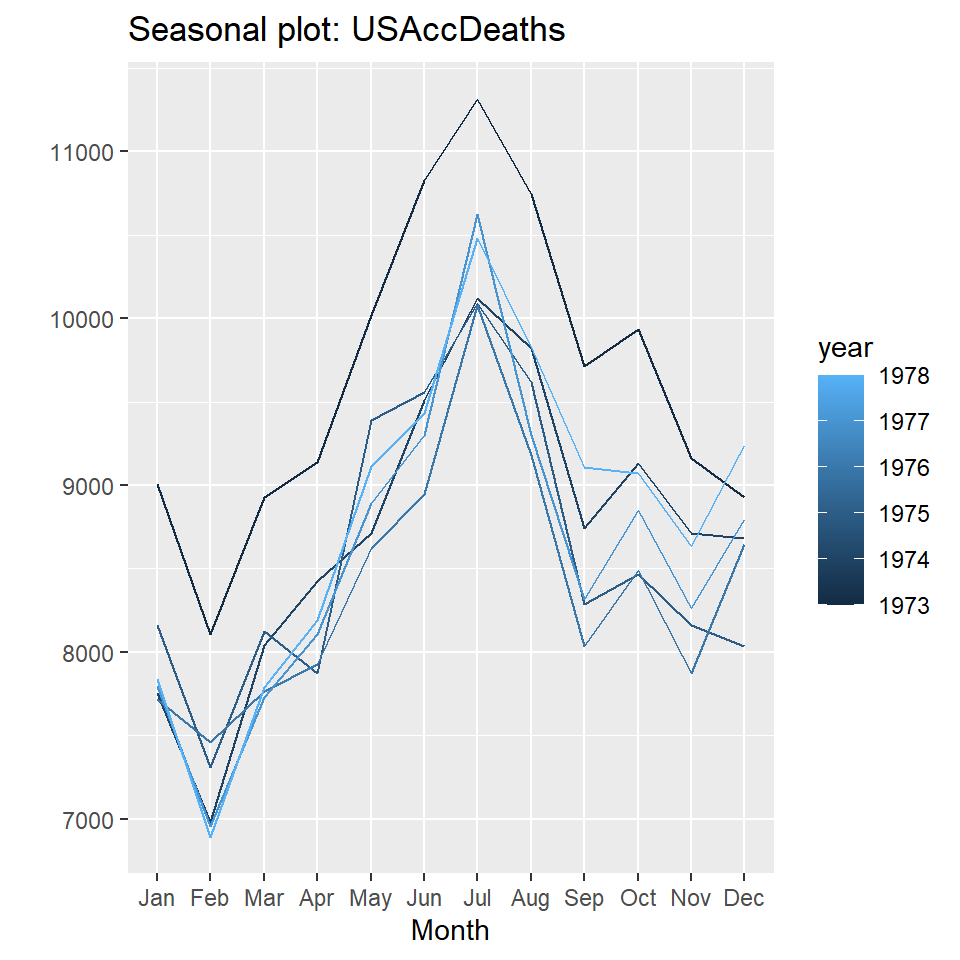 Seasonal plot: USAccDeaths
11000
10000
9000
8000
7000
Jan Feb Mar Apr May Jun Jul Aug Sep Oct Nov Dec
Month
year
1978
1977
1976
1975
1974
1973